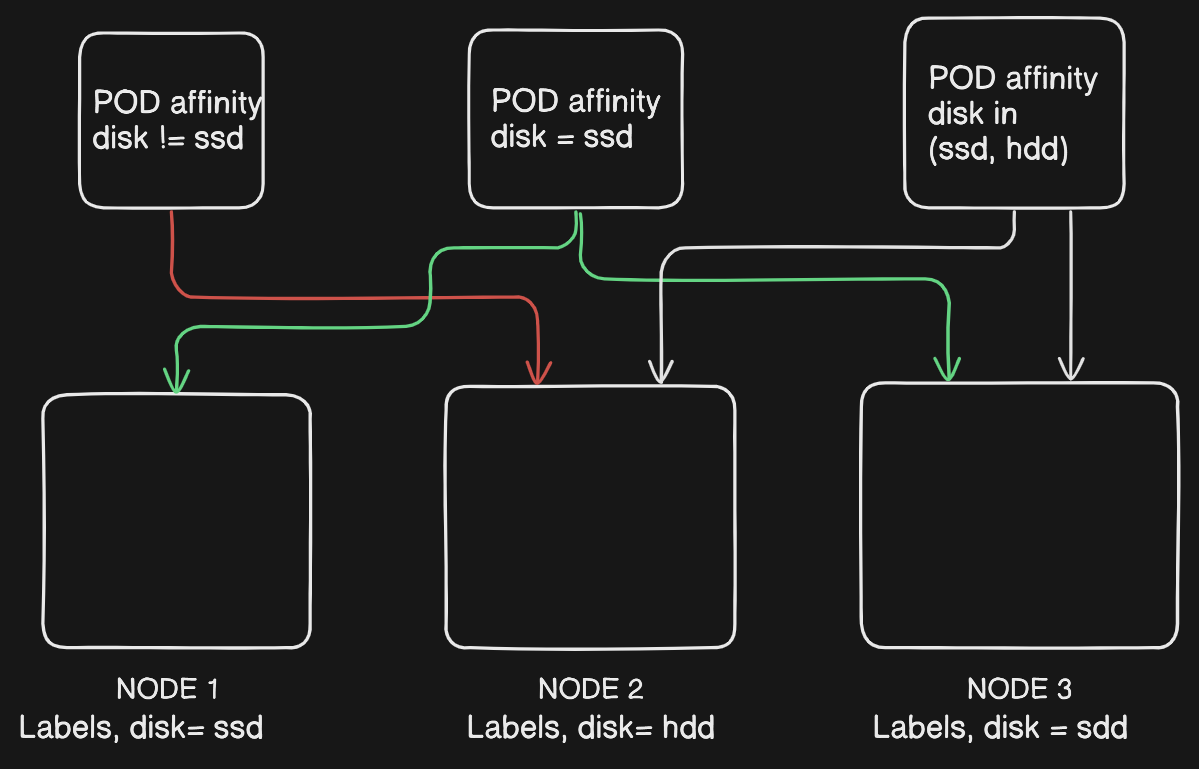 POD affinity
disk != ssd
POD affinity
disk = ssd
POD affinity
disk in
(ssd, hdd)
NODE 1
Labels, disk= ssd
NODE 2
Labels, disk= hdd
NODE 3
Labels, disk = sdd